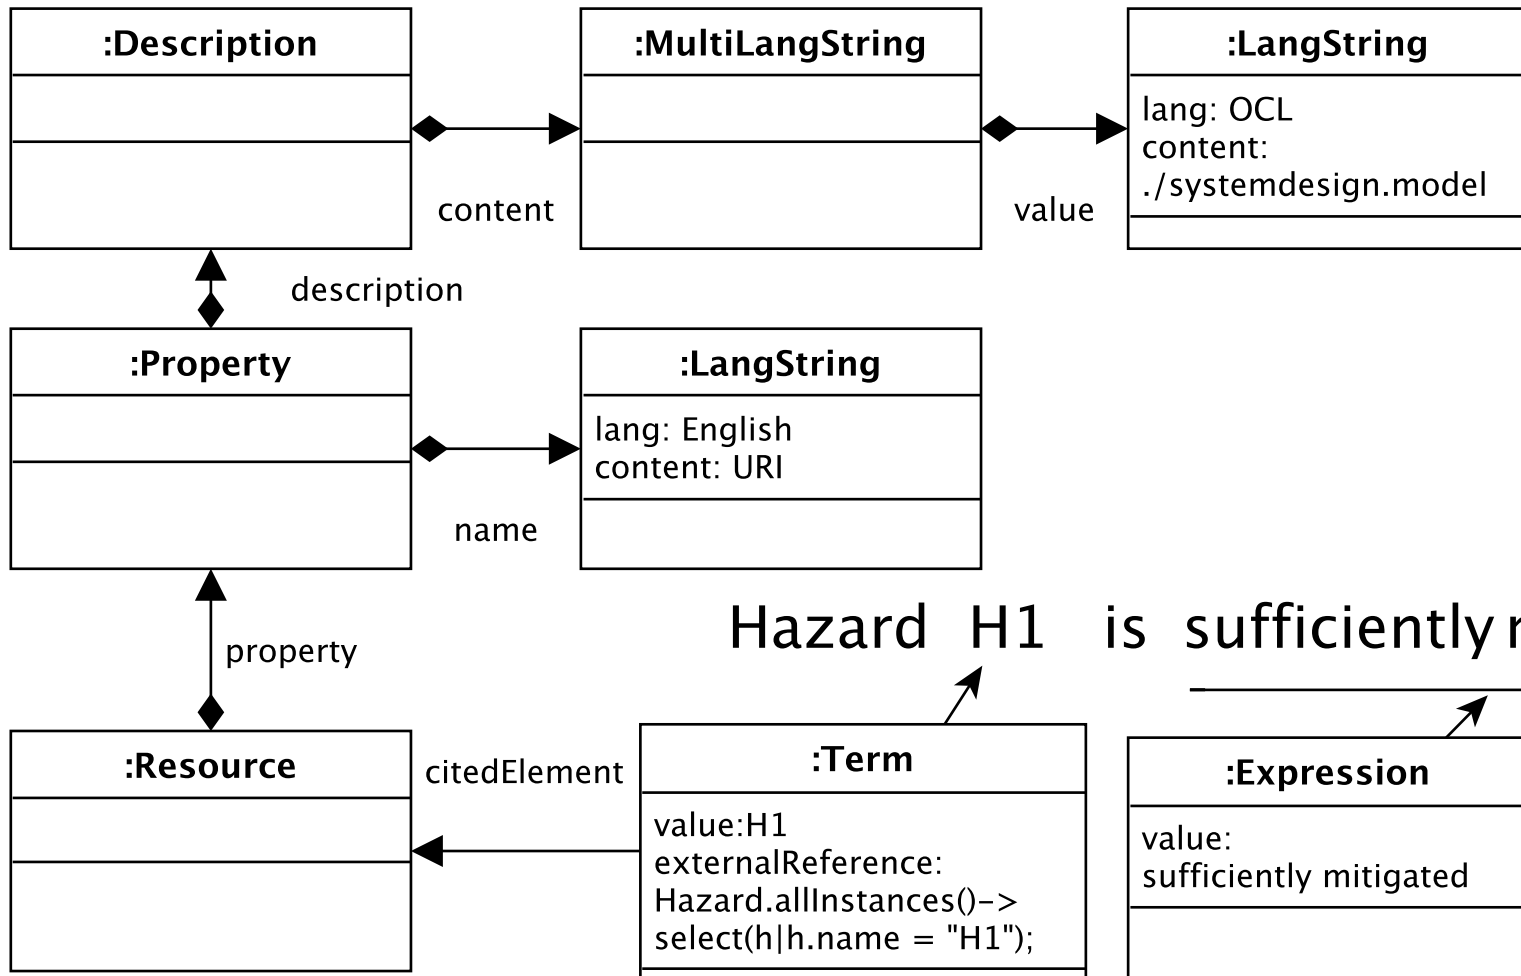 :Description
:MultiLangString
:LangString
lang: OCL
content:
./systemdesign.model
content
value
description
:Property
:LangString
lang: English
content: URI
name
property
Hazard H1 is sufficiently
:Resource
citedElement
:Term
value:H1
externalReference:
Hazard.allInstances()->
select(h|h.name = "H1");
:Expression
value:
sufficiently mitigated